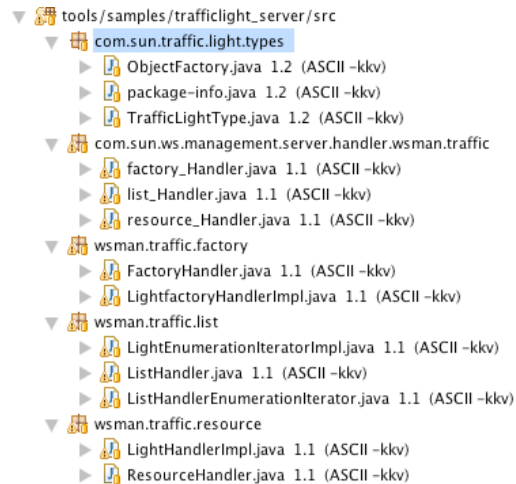 tools/samples/trafficlight_server/src
com.sun.traffic.light.types
ObjectFactory.java 1.2 (ASCII -kkv)
package-info.java 1.2 (ASCII -kkv)
TrafficLightType.java 1.2 (ASCII -kkv)
com.sun.ws.management.server.handler.wsman.traffic
factory_Handler.java 1.1 (ASCII -kkv)
list_Handler.java 1.1 (ASCII -kkv)
resource_Handler.java 1.1 (ASCII -kkv)
wsman.traffic.factory
FactoryHandler.java 1.1 (ASCII -kkv)
LightfactoryHandlerImpl.java 1.1 (ASCII -kkv)
wsman.traffic.list
LightEnumerationIteratorImpl.java 1.1 (ASCII -kkv)
ListHandler.java 1.1 (ASCII -kkv)
ListHandlerEnumerationIterator.java 1.1 (ASCII -kkv)
wsman.traffic.resource
LightHandlerImpl.java 1.1 (ASCII -kkv)
ResourceHandler.java 1.1 (ASCII -kkv)